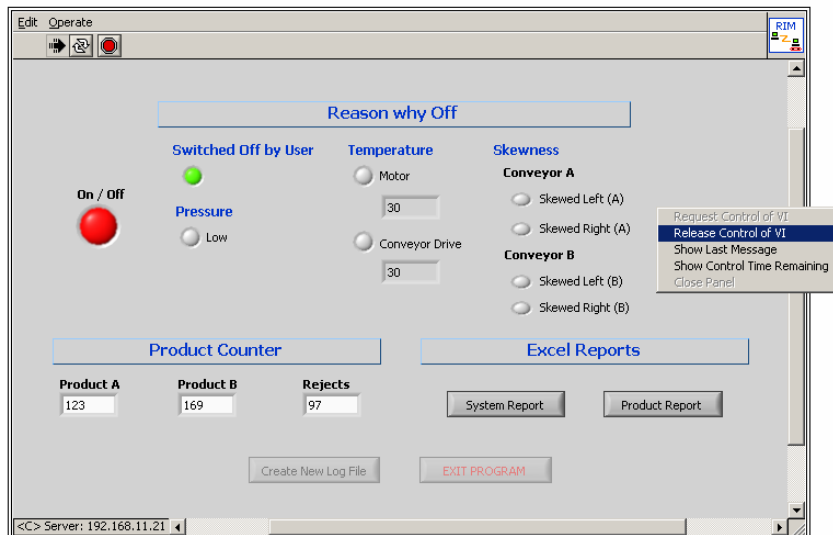 Edit Operate
RIM
Reason why Off
Switched Off by User
Temperature
Skewness
Motor
Conveyor A
On / Off
30
Skewed Left (A)
Pressure
Skewed Right (A)
Low
Conveyor Drive
Conveyor B
30
Skewed Left (B)
Skewed Right (B)
Request Control of VI
Release Control of VI
Show Last Message
Show Control Time Remaining
Close Panel
Product Counter
Excel Reports
Product A
Product B
Rejects
123
169
97
System Report
Product Report
Create New Log File
EXIT PROGRAM
<C> Server: 192.168.11.21